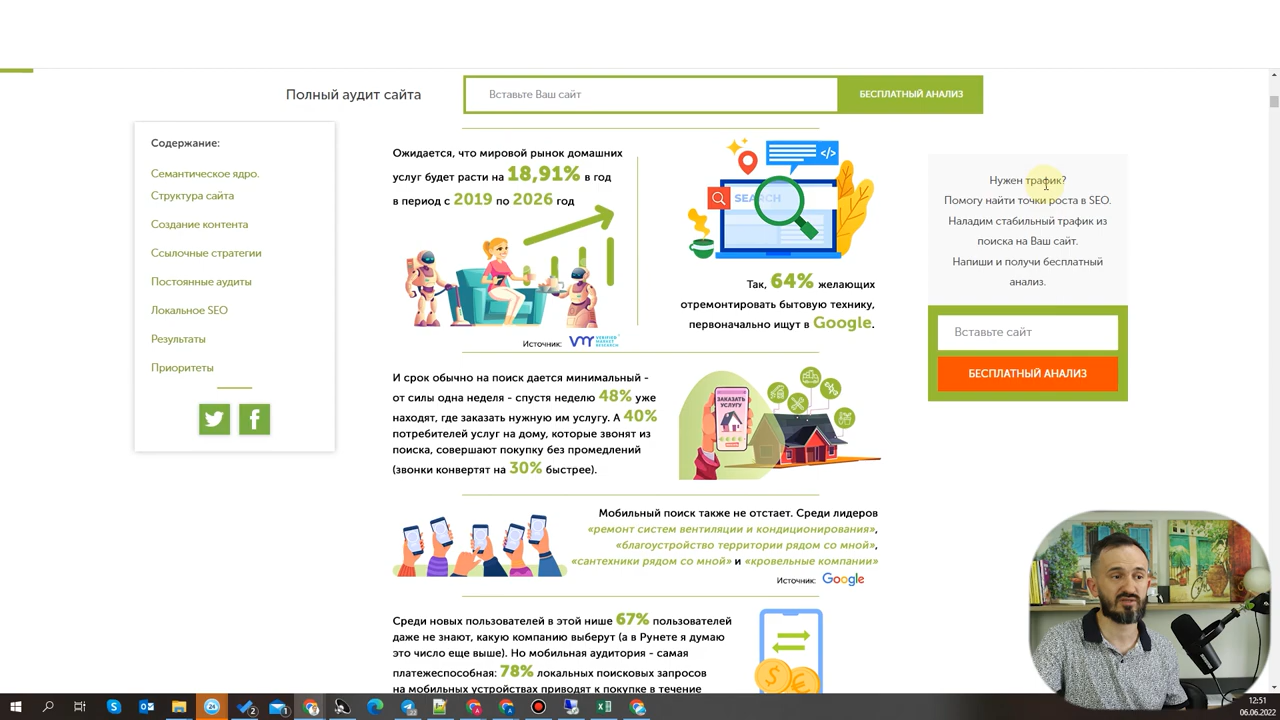 Полный аудит сайта
Вставьте Ваш сайт
БЕСПЛАТНЫЙ АНАЛИЗ
Содержание:
Семантическое ядро.
Структура сайта
Создание контента
Ссылочные стратегии
Постоянные аудиты
Локальное SEO
Результаты
Приоритеты
Ожидается, что мировой рынок домашних
услуг будет расти на 18,91% в год
в период с 2019 по 2026 год
Источник: VMR VERIFIED MARKET RESEARCH
SEARCH
</>
Так, 64% желающих
отремонтировать бытовую технику,
первоначально ищут в Google.
И срок обычно на поиск дается минимальный -
от силы одна неделя - спустя неделю 48% уже
находят, где заказать нужную им услугу. А 40%
потребителей услуг на дому, которые звонят из
поиска, совершают покупку без промедлений
(звонки конвертят на 30% быстрее).
ЗАКАЗАТЬ
УСЛУГУ
Мобильный поиск также не отстает. Среди лидеров
«ремонт систем вентиляции и кондиционирования»,
«благоустройство территории рядом со мной»,
«сантехники рядом со мной» и «кровельные компании»
Источник: Google
Среди новых пользователей в этой нише 67% пользователей
даже не знают, какую компанию выберут (а в Рунете я думаю
это число еще выше). Но мобильная аудитория - самая
платежеспособная: 78% локальных поисковых запросов
на мобильных устройствах приводят к покупке в течение
Нужен трафик?
Помогу найти точки роста в SEO.
Наладим стабильный трафик из
поиска на Ваш сайт.
Напиши и получи бесплатный
анализ.
Вставьте сайт
БЕСПЛАТНЫЙ АНАЛИЗ
12:51
06.06.2022